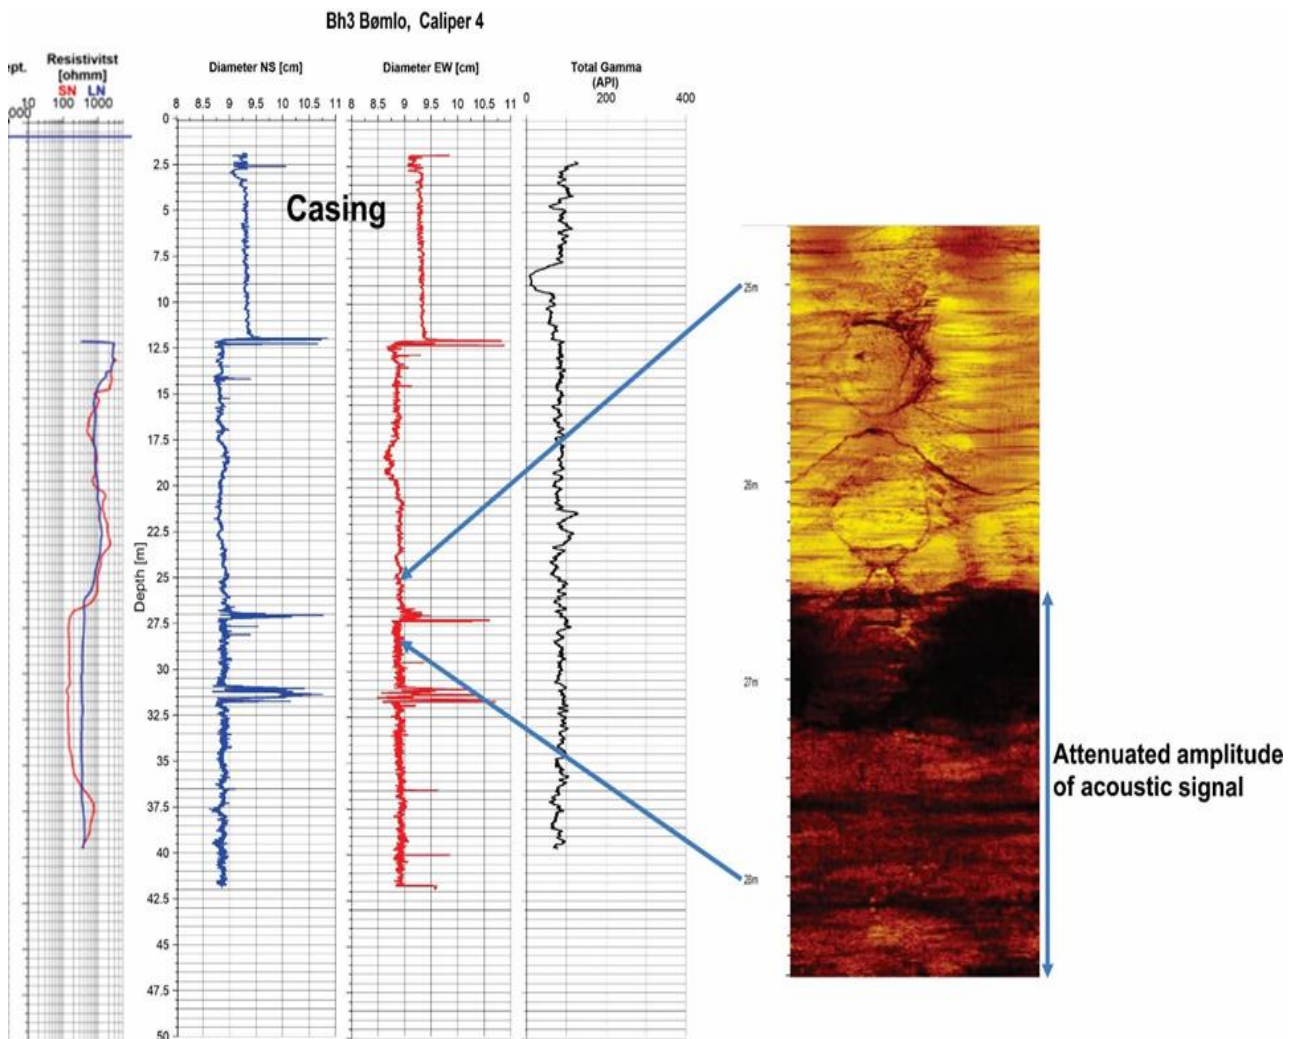 Bh3 Bømlo, Caliper 4
ept.
Resistivitst
[ohmm]
SN LN
10 100 1000
000
Diameter NS [cm]
8 8.5 9 9.5 10 10.5 11
Diameter EW [cm]
8 8.5 9 9.5 10 10.5 11
Total Gamma
(API)
0 200 400
Depth [m]
0
2.5
5
7.5
10
12.5
15
17.5
20
22.5
25
27.5
30
32.5
35
37.5
40
42.5
45
47.5
50
Casing
25m
26m
27m
28m
Attenuated amplitude
of acoustic signal